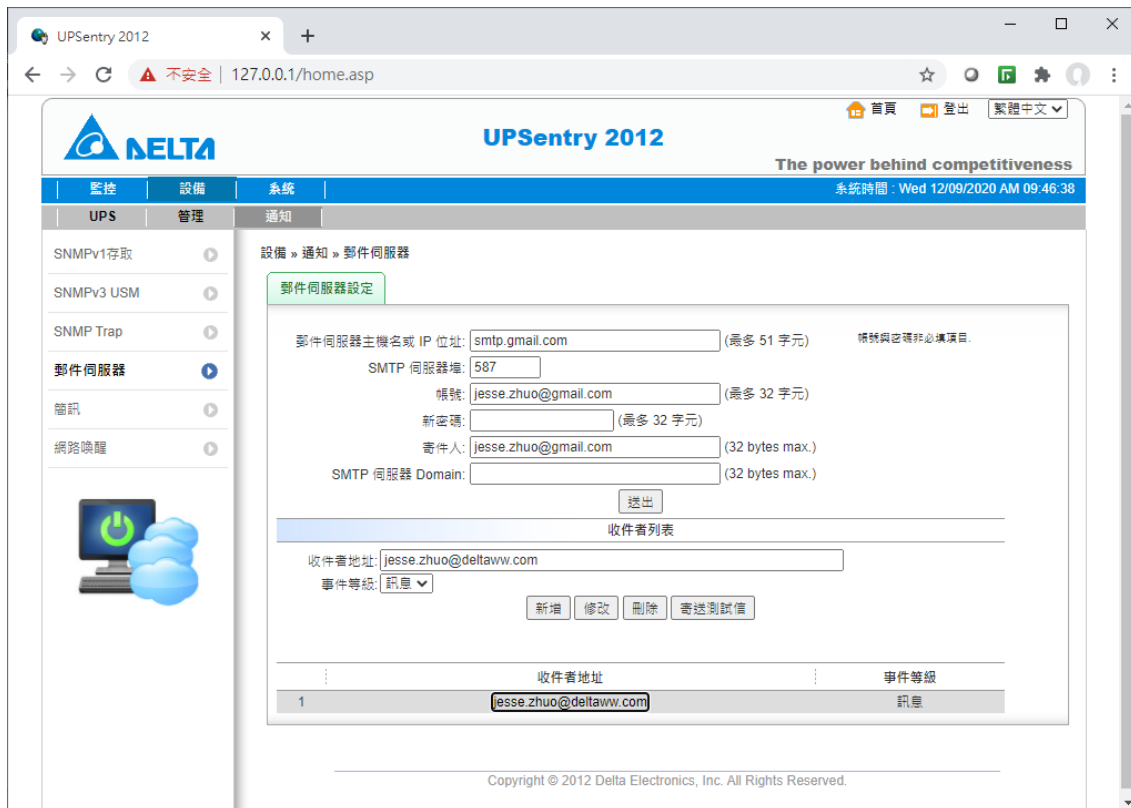 UPSentry 2012
不安全 | 127.0.0.1/home.asp
首頁 登出 繁體中文
DELTA
UPSentry 2012
The power behind competitiveness
監控 設備 系統 系統時間 : Wed 12/09/2020 AM 09:46:38
UPS 管理 通知
SNMPv1存取
SNMPv3 USM
SNMP Trap
郵件伺服器
簡訊
網路喚醒
設備 » 通知 » 郵件伺服器
郵件伺服器設定
郵件伺服器主機名或 IP 位址: smtp.gmail.com (最多 51 字元) 帳號與密碼非必填項目.
SMTP 伺服器埠: 587
帳號: jesse.zhuo@gmail.com (最多 32 字元)
新密碼: (最多 32 字元)
寄件人: jesse.zhuo@gmail.com (32 bytes max.)
SMTP 伺服器 Domain: (32 bytes max.)
送出
收件者列表
收件者地址: jesse.zhuo@deltaww.com
事件等級: 訊息
新增 修改 刪除 寄送測試信
收件者地址 事件等級
1 jesse.zhuo@deltaww.com 訊息
Copyright © 2012 Delta Electronics, Inc. All Rights Reserved.